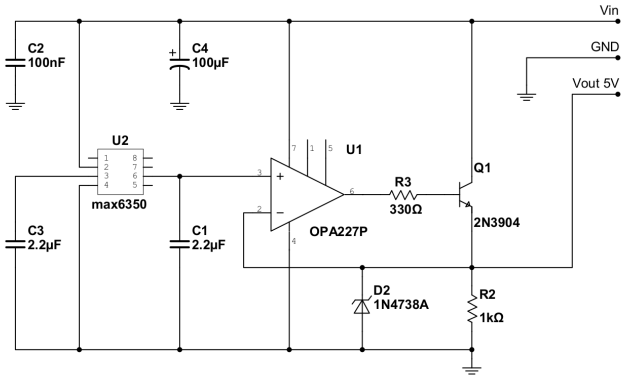 Vin
C2
100nF
C4
+
100µF
GND
Vout 5V
U2
1 8
2 7
3 6
4 5
max6350
7 1 5
U1
3
+
2
−
6
4
OPA227P
R3
330Ω
Q1
2N3904
C3
2.2µF
C1
2.2µF
D2
1N4738A
R2
1kΩ